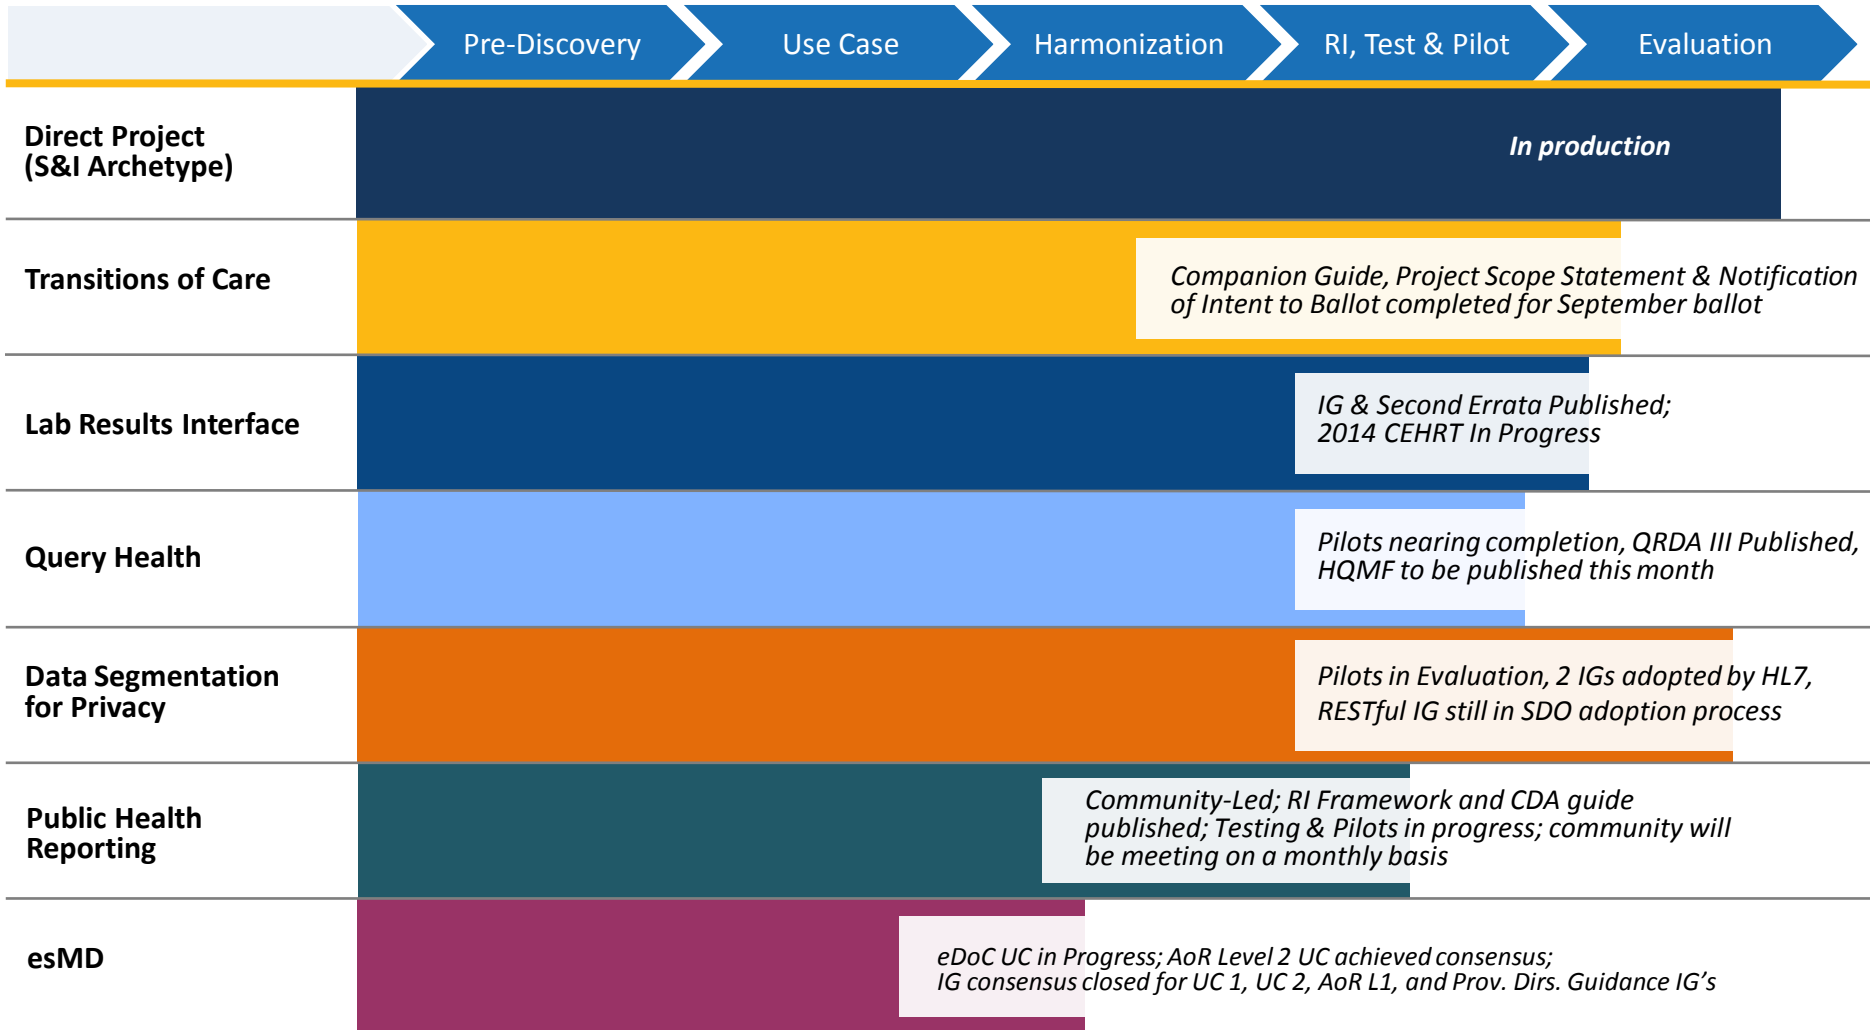 Pre-Discovery
Use Case
Harmonization
RI, Test & Pilot
Evaluation
Direct Project
(S&I Archetype)
In production
Transitions of Care
Companion Guide, Project Scope Statement & Notification
of Intent to Ballot completed for September ballot
Lab Results Interface
IG & Second Errata Published;
2014 CEHRT In Progress
Query Health
Pilots nearing completion, QRDA III Published,
HQMF to be published this month
Data Segmentation
for Privacy
Pilots in Evaluation, 2 IGs adopted by HL7,
RESTful IG still in SDO adoption process
Public Health
Reporting
Community-Led; RI Framework and CDA guide
published; Testing & Pilots in progress; community will
be meeting on a monthly basis
esMD
eDoC UC in Progress; AoR Level 2 UC achieved consensus;
IG consensus closed for UC 1, UC 2, AoR L1, and Prov. Dirs. Guidance IG's